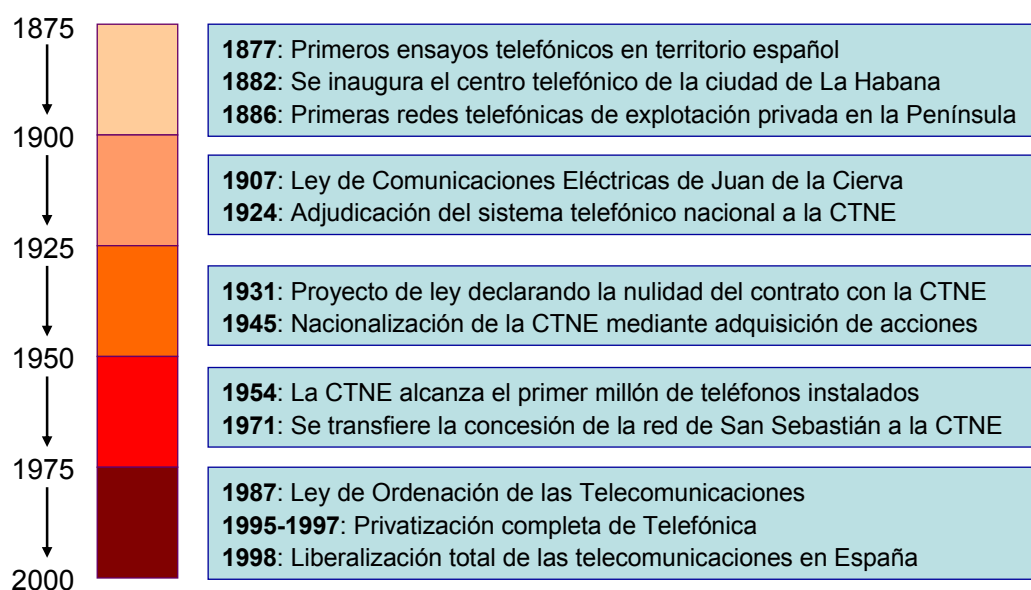 1875
1877: Primeros ensayos telefónicos en territorio español
1882: Se inaugura el centro telefónico de la ciudad de La Habana
1886: Primeras redes telefónicas de explotación privada en la Península
1900
1907: Ley de Comunicaciones Eléctricas de Juan de la Cierva
1924: Adjudicación del sistema telefónico nacional a la CTNE
1925
1931: Proyecto de ley declarando la nulidad del contrato con la CTNE
1945: Nacionalización de la CTNE mediante adquisición de acciones
1950
1954: La CTNE alcanza el primer millón de teléfonos instalados
1971: Se transfiere la concesión de la red de San Sebastián a la CTNE
1975
1987: Ley de Ordenación de las Telecomunicaciones
1995-1997: Privatización completa de Telefónica
1998: Liberalización total de las telecomunicaciones en España
2000